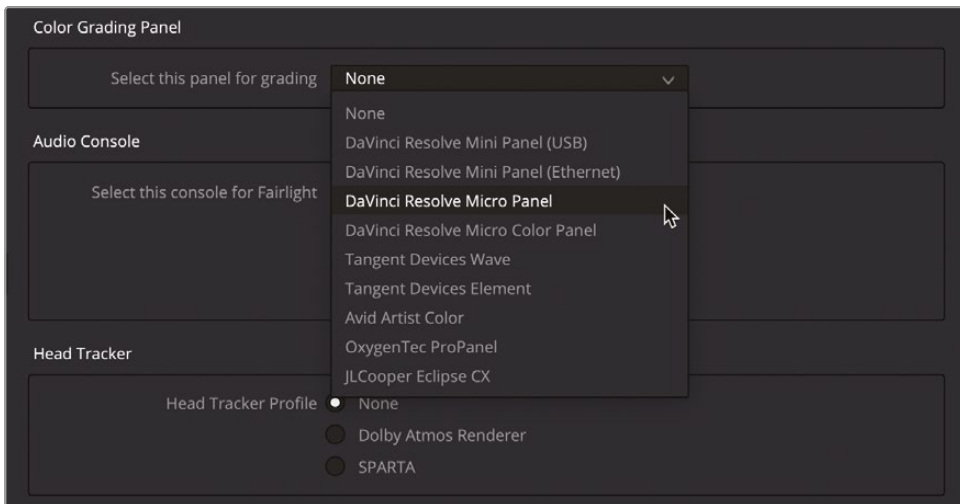 Color Grading Panel
Select this panel for grading None
None
DaVinci Resolve Mini Panel (USB)
DaVinci Resolve Mini Panel (Ethernet)
Audio Console
Select this console for Fairlight
DaVinci Resolve Micro Panel
DaVinci Resolve Micro Color Panel
Tangent Devices Wave
Tangent Devices Element
Avid Artist Color
OxygenTec ProPanel
JLCooper Eclipse CX
Head Tracker
Head Tracker Profile None
Dolby Atmos Renderer
SPARTA